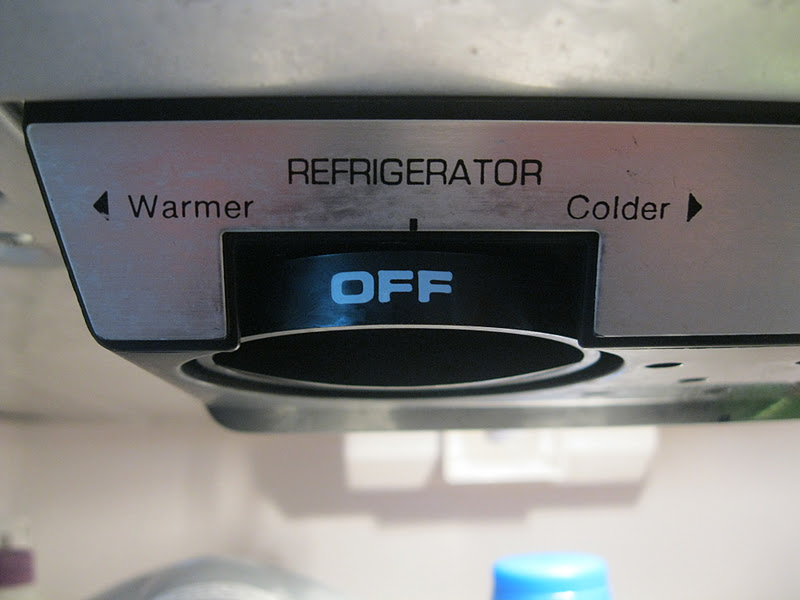 REFRIGERATOR
Warmer
Colder
OFF